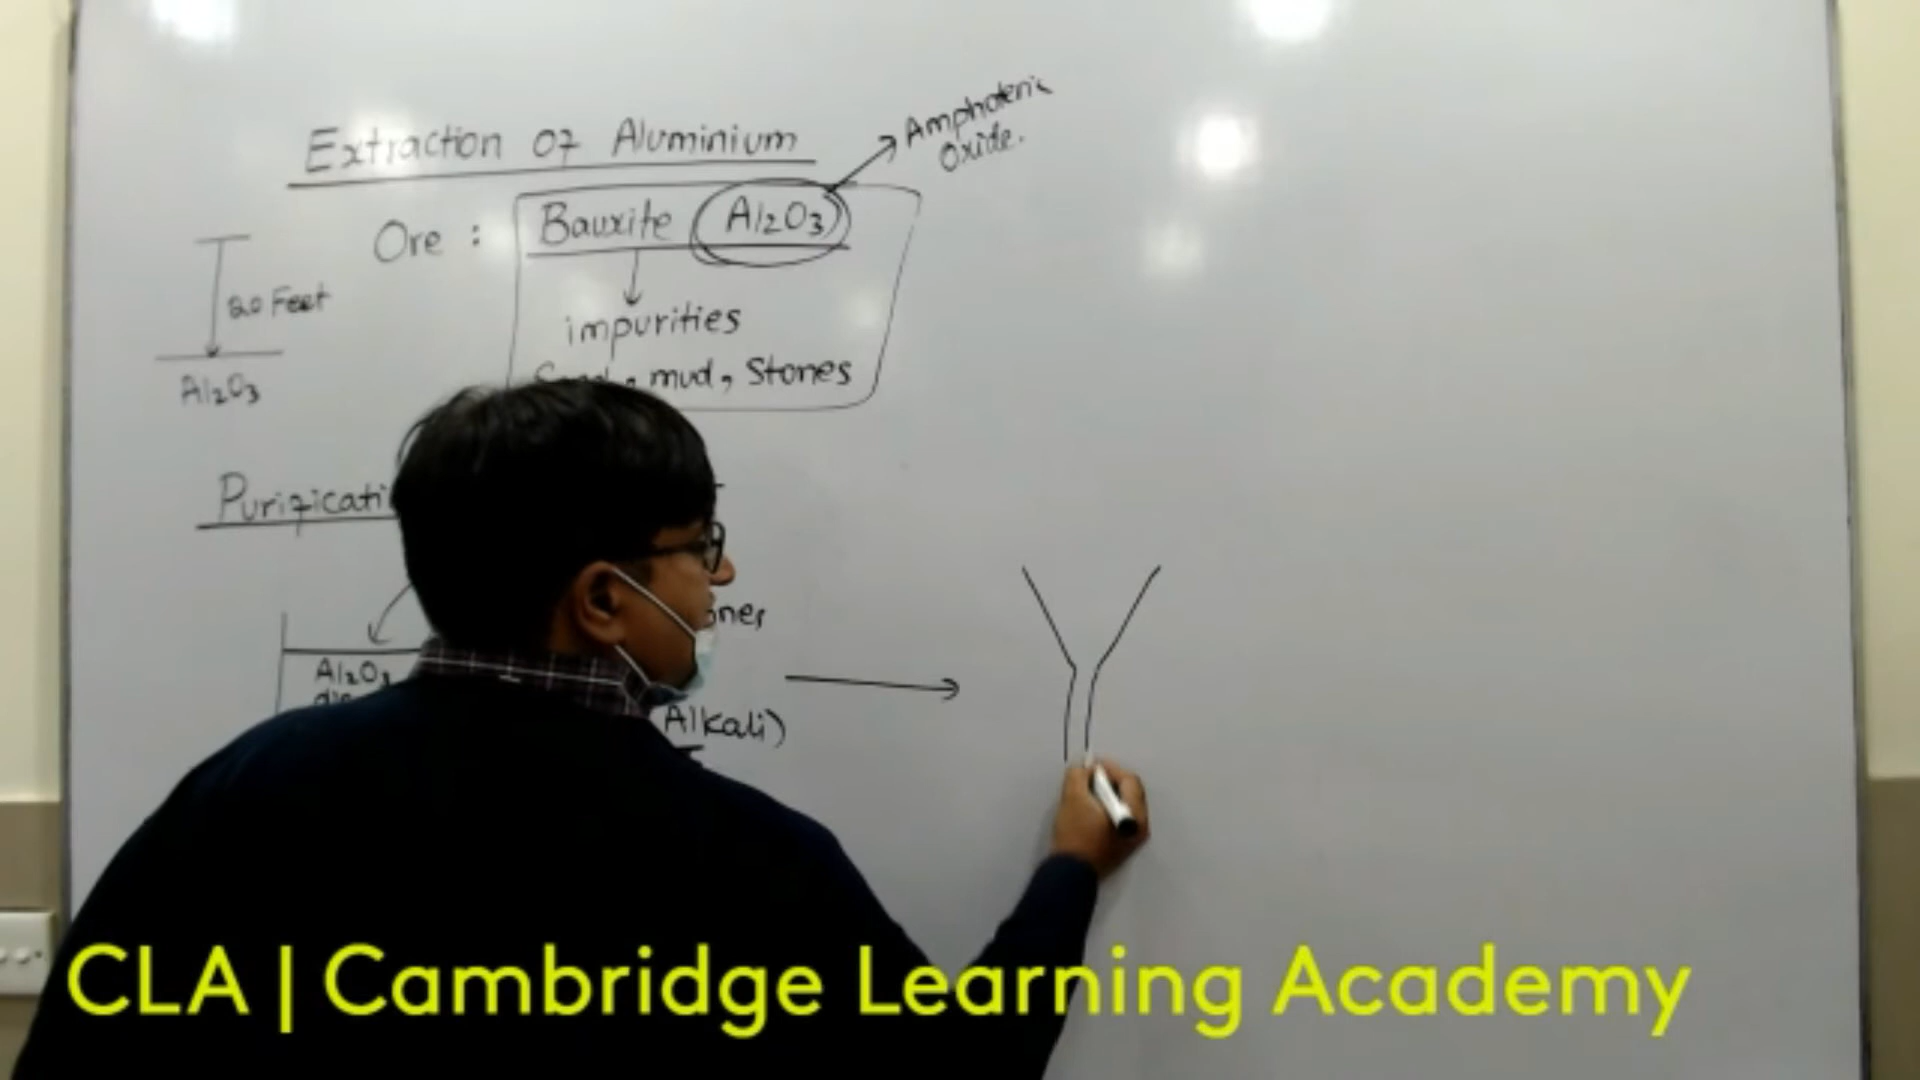 Extraction of Aluminium
Amphoteric
Oxide.
Ore : Bauxite Al2O3
20 Feet
impurities
mud, Stones
Al2O3
Al2O3
Alkali)
CLA | Cambridge Learning Academy